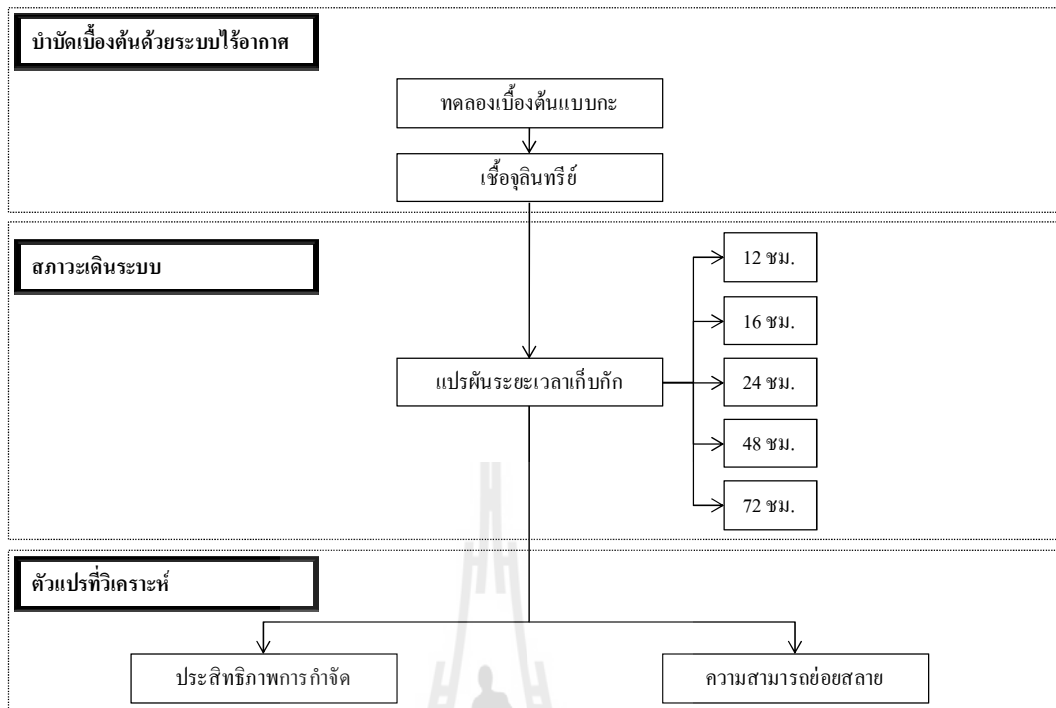 บำบัดเบื้องต้นด้วยระบบไร้อากาศ
ทดลองเบื้องต้นแบบกะ
เชื้อจุลินทรีย์
สภาวะเดินระบบ
12 ชม.
16 ชม.
แปรผันระยะเวลาเก็บกัก
24 ชม.
48 ชม.
72 ชม.
ตัวแปรที่วิเคราะห์
ประสิทธิภาพการกำจัด
ความสามารถย่อยสลาย